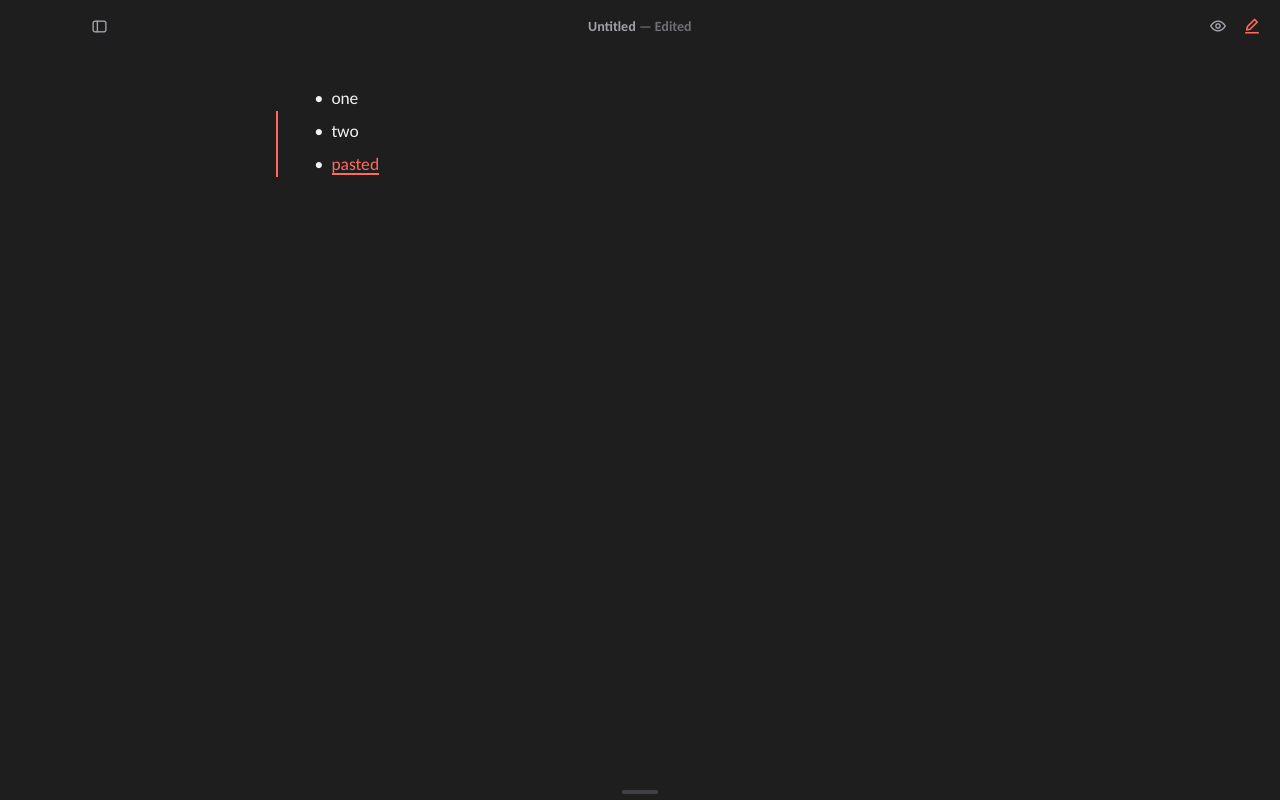 Untitled — Edited
• one
• two
• pasted